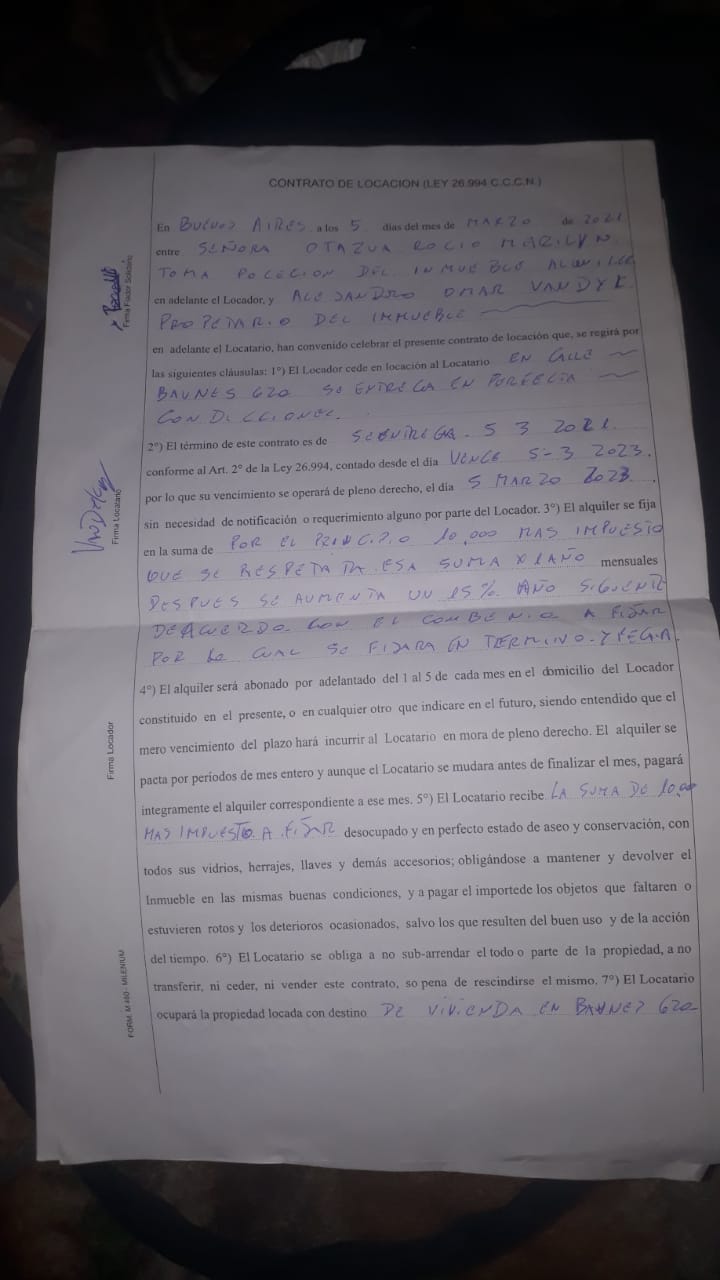 CONTRATO DE LOCACION (LEY 26.994 C.C.C.N.)
En BUENOS AIRES a los 5 dias del mes de MARZO de 2021
entre SEÑORA OTAZUA ROCIO MARILYN
TOMA POCECION DEL INMUEBLE
en adelante el Locador, y ALEJANDRO OMAR VANDYK
PROPETARIO DEL IMMUEBLE
en adelante el Locatario, han convenido celebrar el presente contrato de locación que, se regirá por
las siguientes cláusulas: 1°) El Locador cede en locación al Locatario EN CALLE
BAUNES 620 SE ENTREGA EN PERFECTA
CONDICCIONEC.
2°) El término de este contrato es de SE ENTREGA. 5 3 2021.
conforme al Art. 2° de la Ley 26.994, contado desde el día VENCE 5-3 2023.
por lo que su vencimiento se operará de pleno derecho, el día 5 MARZO 2023
sin necesidad de notificación o requerimiento alguno por parte del Locador. 3°) El alquiler se fija
en la suma de POR EL PRINCIPIO 10,000 MAS IMPUESTO
QUE SE RESPETA ESA SUMA X 1 AÑO mensuales
DESPUES SE AUMENTA UN 15% AÑO SIGUENTE
DEACUERDO CON EL COMBENIO A FIJAR
POR LO CUAL SE FIJARA EN TERMINO-Y FECHA.
4°) El alquiler será abonado por adelantado del 1 al 5 de cada mes en el domicilio del Locador
constituido en el presente, o en cualquier otro que indicare en el futuro, siendo entendido que el
mero vencimiento del plazo hará incurrir al Locatario en mora de pleno derecho. El alquiler se
pacta por períodos de mes entero y aunque el Locatario se mudara antes de finalizar el mes, pagará
integramente el alquiler correspondiente a ese mes. 5°) El Locatario recibe LA SUMA DE 10,000
MAS IMPUESTO A FIJAR desocupado y en perfecto estado de aseo y conservación, con
todos sus vidrios, herrajes, llaves y demás accesorios; obligándose a mantener y devolver el
Inmueble en las mismas buenas condiciones, y a pagar el importede los objetos que faltaren o
estuvieren rotos y los deterioros ocasionados, salvo los que resulten del buen uso y de la acción
del tiempo. 6°) El Locatario se obliga a no sub-arrendar el todo o parte de la propiedad, a no
transferir, ni ceder, ni vender este contrato, so pena de rescindirse el mismo. 7°) El Locatario
ocupará la propiedad locada con destino DE VIVIENDA EN BAUNES 620
Firma Fiador Solidario
Firma Locatario
Firma Locador
FORM. M 460 - MILENIUM